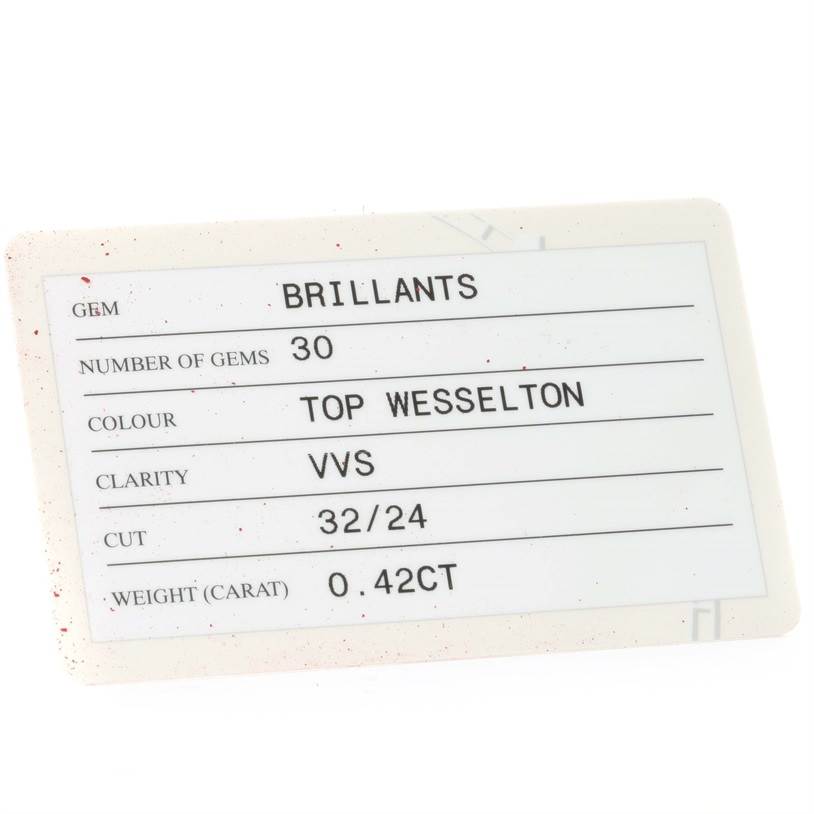 GEM BRILLANTS
NUMBER OF GEMS 30
COLOUR TOP WESSELTON
CLARITY VVS
CUT 32/24
WEIGHT (CARAT) 0.42CT